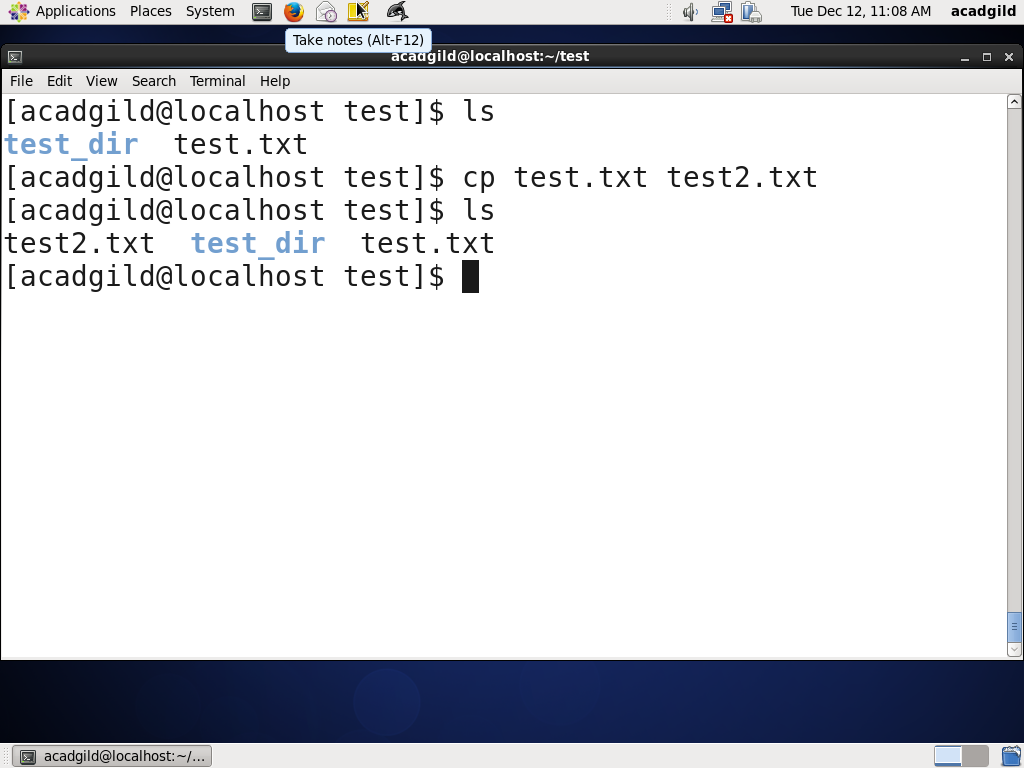 Applications Places System Tue Dec 12, 11:08 AM acadgild
Take notes (Alt-F12)
acadgild@localhost:~/test
File Edit View Search Terminal Help
[acadgild@localhost test]$ ls
test_dir  test.txt
[acadgild@localhost test]$ cp test.txt test2.txt
[acadgild@localhost test]$ ls
test2.txt  test_dir  test.txt
[acadgild@localhost test]$
acadgild@localhost:~/...